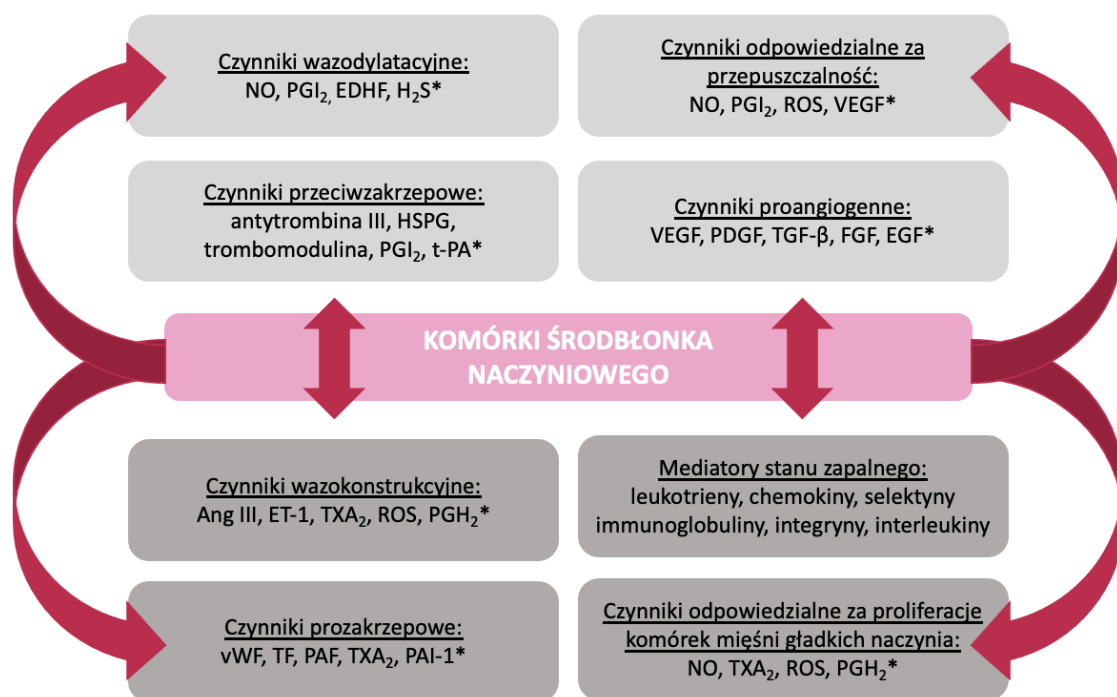 Czynniki wazodylatacyjne:
NO, PGI₂, EDHF, H₂S*
Czynniki odpowiedzialne za
przepuszczalność:
NO, PGI₂, ROS, VEGF*
Czynniki przeciwzakrzepowe:
antytrombina III, HSPG,
trombomodulina, PGI₂, t-PA*
Czynniki proangiogenne:
VEGF, PDGF, TGF-β, FGF, EGF*
KOMÓRKI ŚRODBŁONKA
NACZYNIOWEGO
Czynniki wazokonstrukcyjne:
Ang III, ET-1, TXA₂, ROS, PGH₂*
Mediatory stanu zapalnego:
leukotrieny, chemokiny, selektyny
immunoglobuliny, integryny, interleukiny
Czynniki prozakrzepowe:
vWF, TF, PAF, TXA₂, PAI-1*
Czynniki odpowiedzialne za proliferacje
komórek mięśni gładkich naczynia:
NO, TXA₂, ROS, PGH₂*